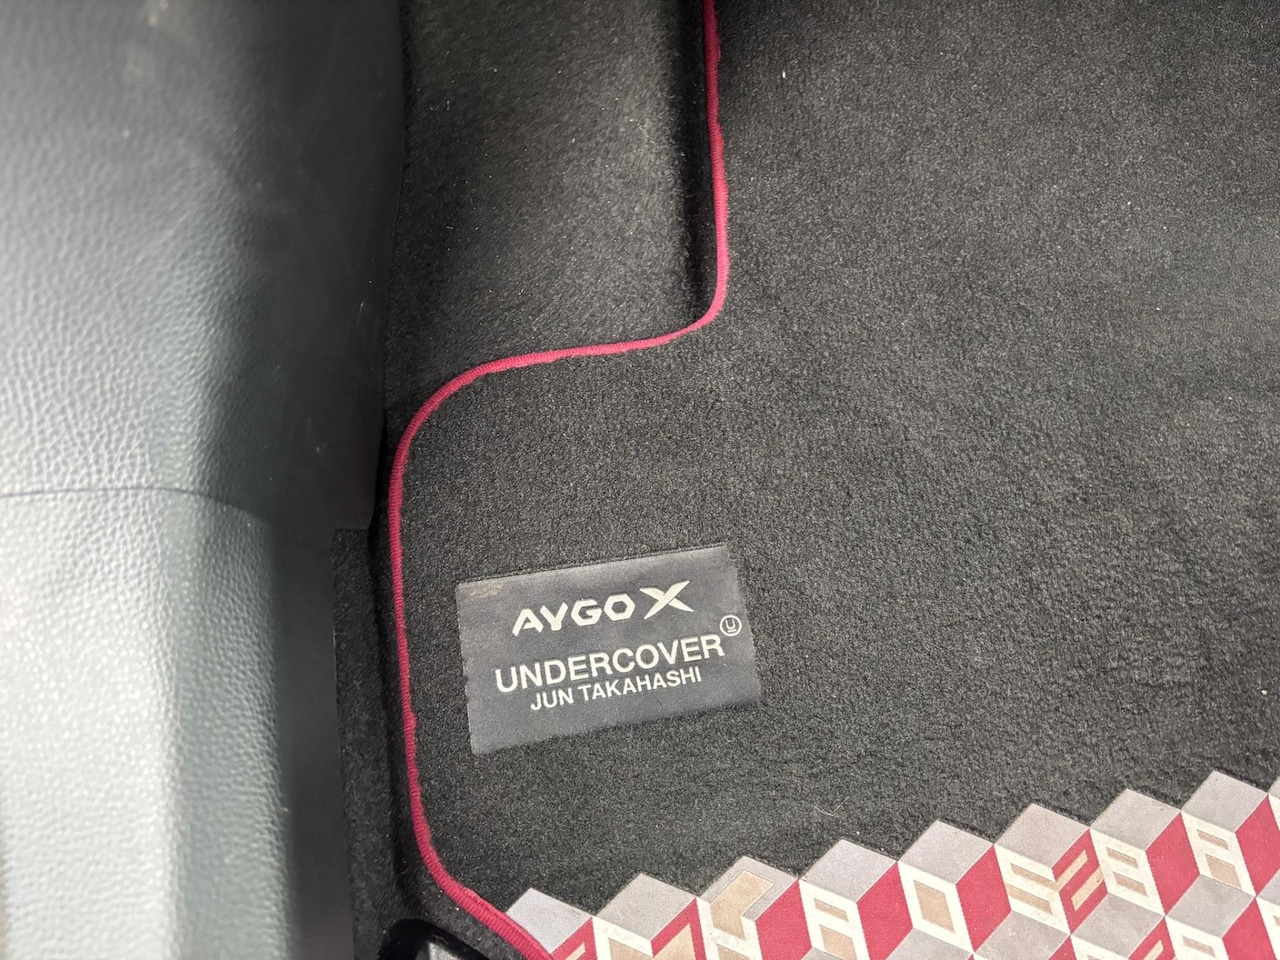 AYGO X
UNDERCOVER
JUN TAKAHASHI